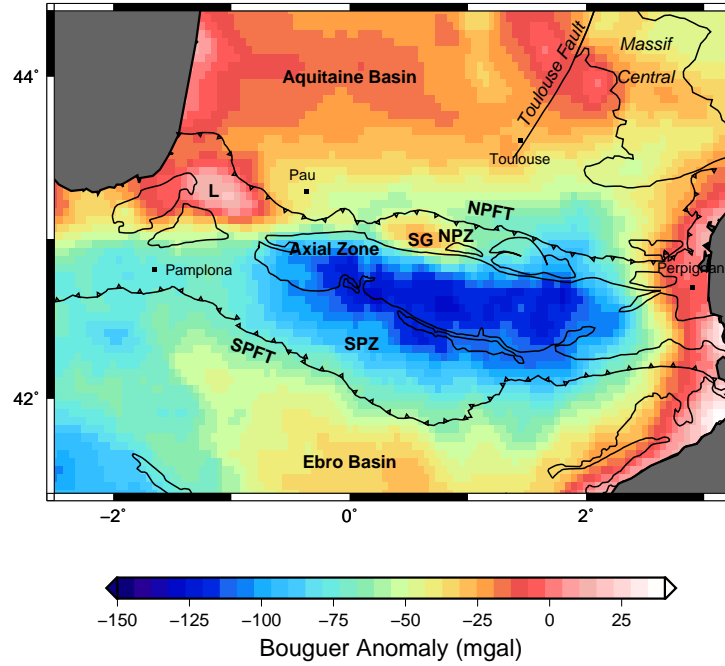 Massif
Central
Toulouse Fault
44˚
Aquitaine Basin
Toulouse
Pau
L
NPFT
SG
NPZ
Axial Zone
Pamplona
Perpignan
SPFT
SPZ
42˚
Ebro Basin
−2˚
0˚
2˚
−150
−125
−100
−75
−50
−25
0
25
Bouguer Anomaly (mgal)